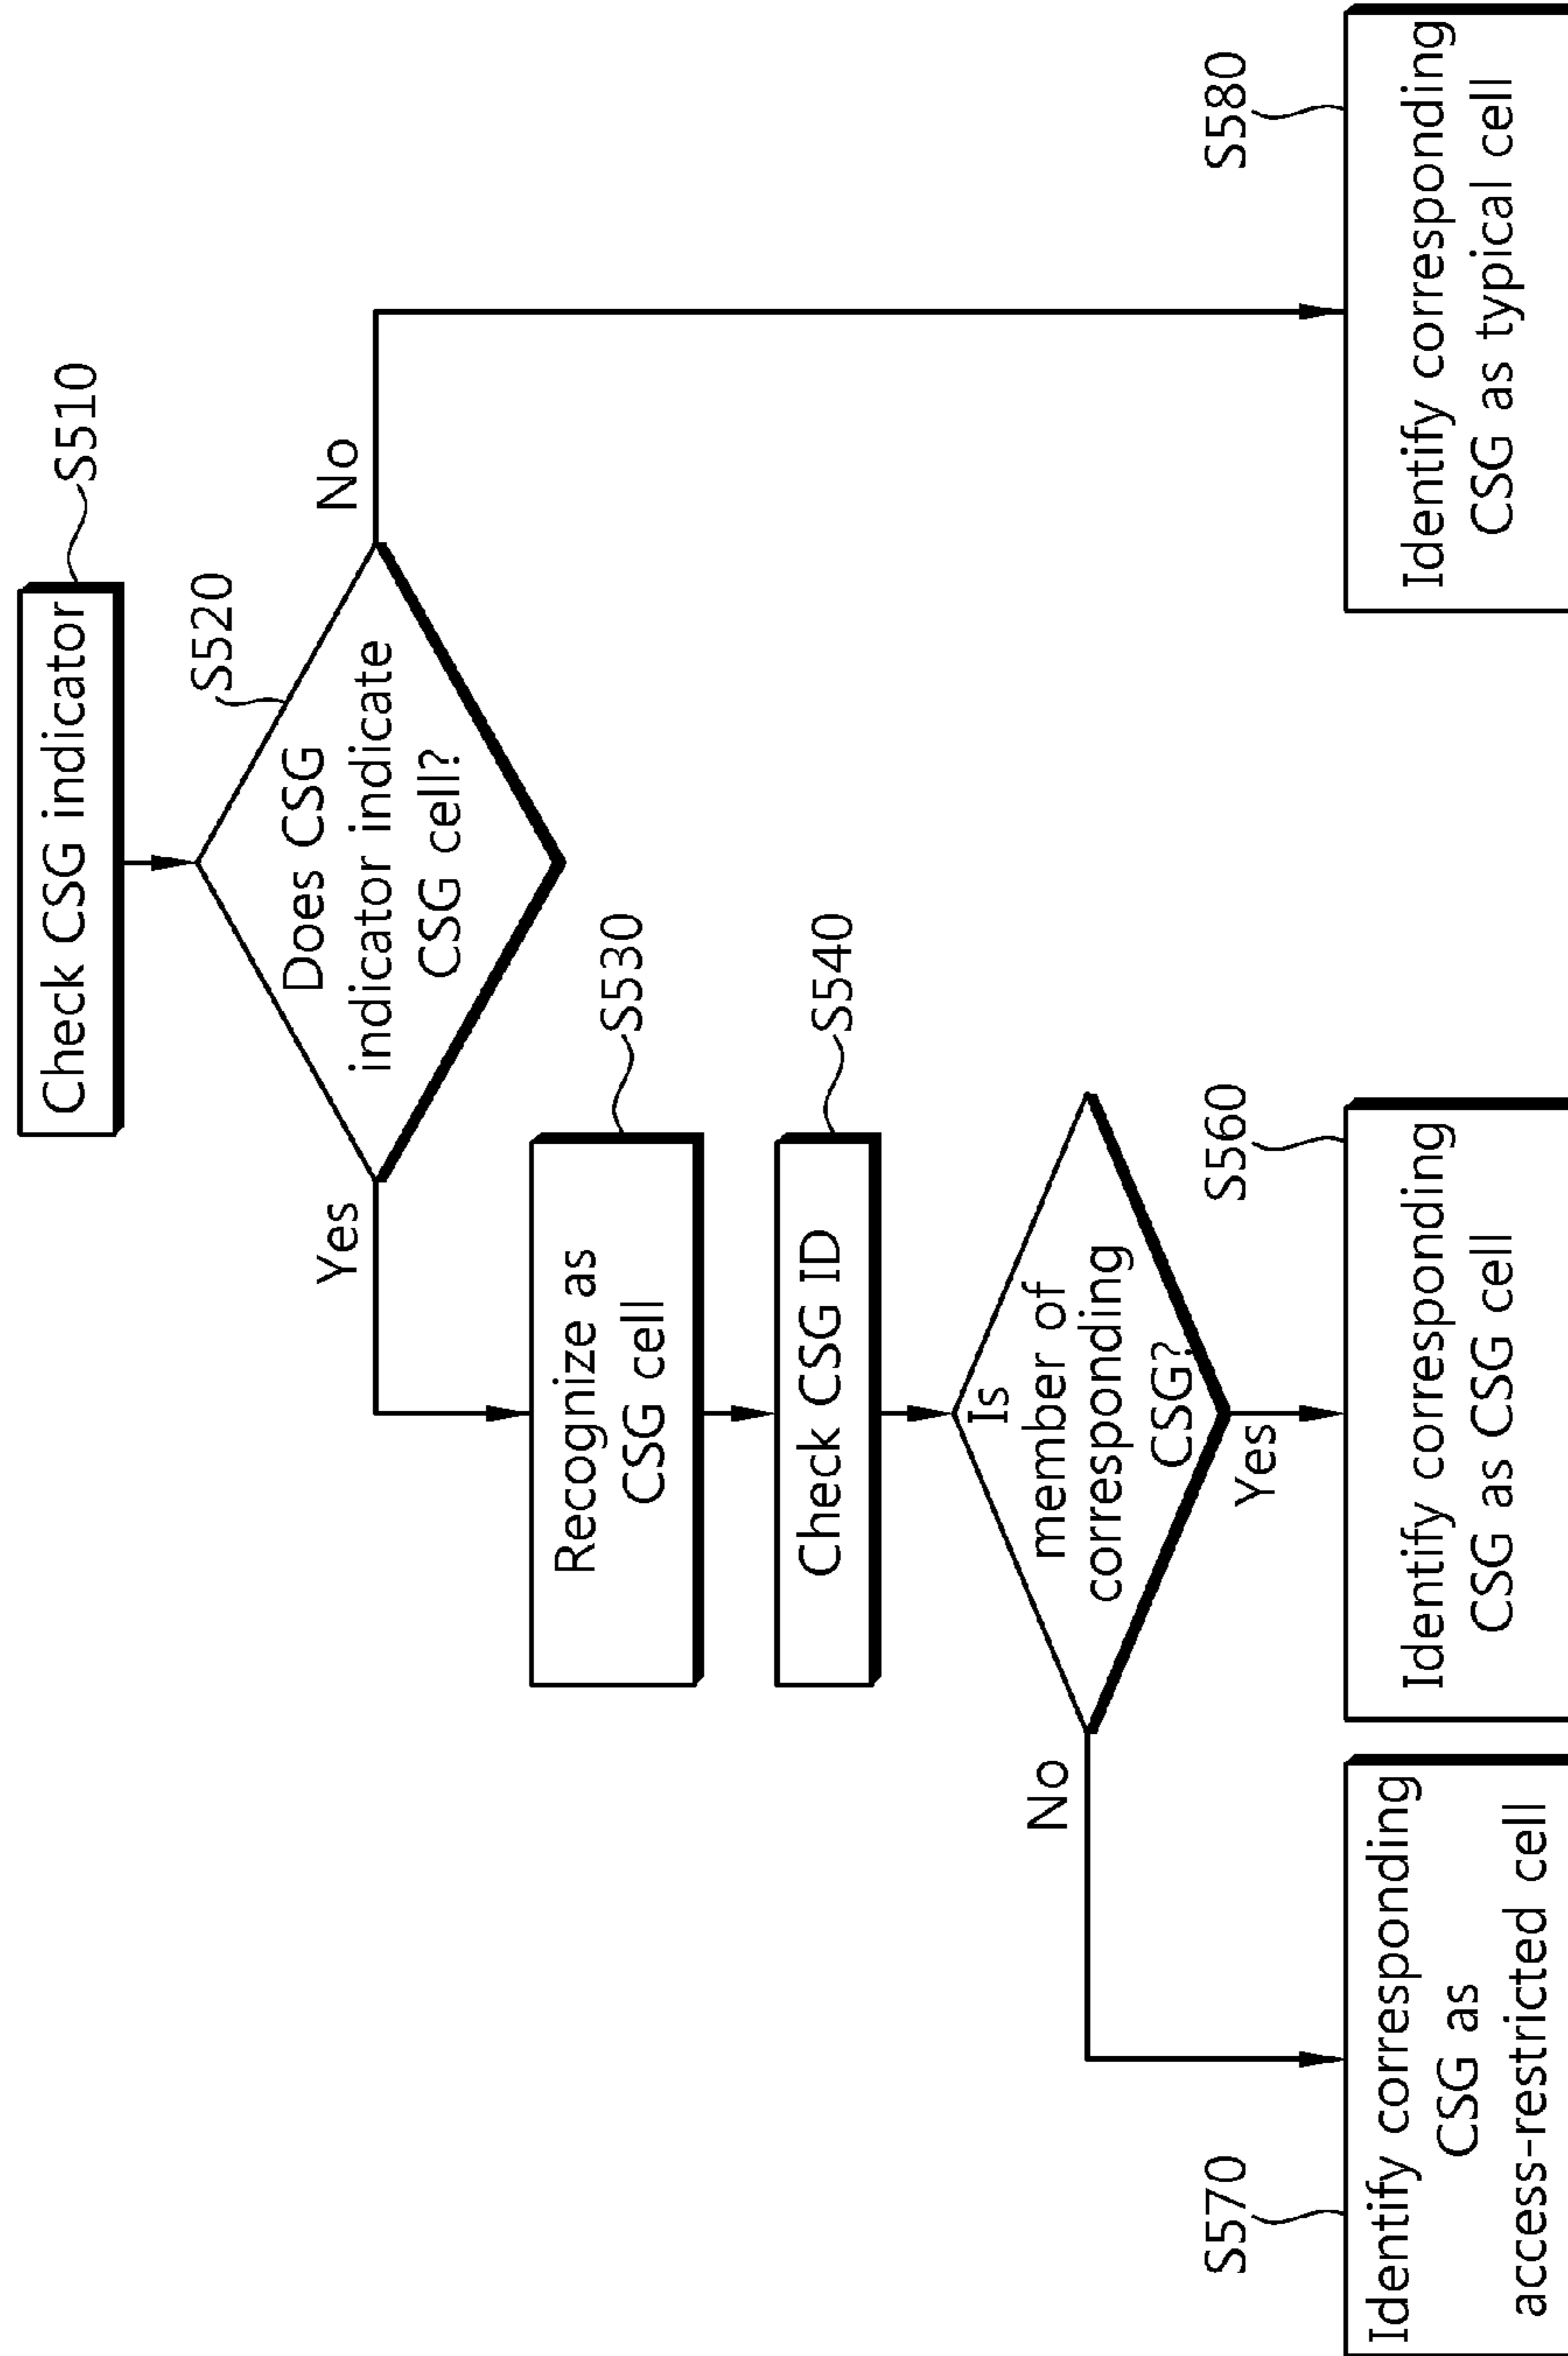 Check CSG indicator
S510
S520
Does CSG
indicator indicate
CSG cell?
Yes
No
Recognize as
CSG cell
S530
Check CSG ID
S540
Is
member of
corresponding
CSG?
No
Yes
S570
Identify corresponding
CSG as
access-restricted cell
S560
Identify corresponding
CSG as CSG cell
S580
Identify corresponding
CSG as typical cell